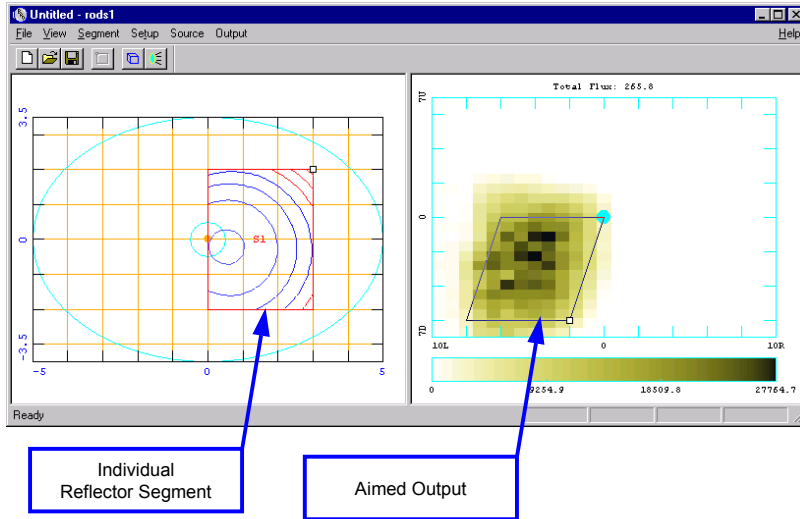 Untitled - rods1
File View Segment Setup Source Output Help
Total Flux: 265.8
3.5
0
-3.5
-5 0 5
S1
7U
0
7D
10L 0 10R
0 9254.9 18509.8 27764.7
Ready
Individual
Reflector Segment
Aimed Output